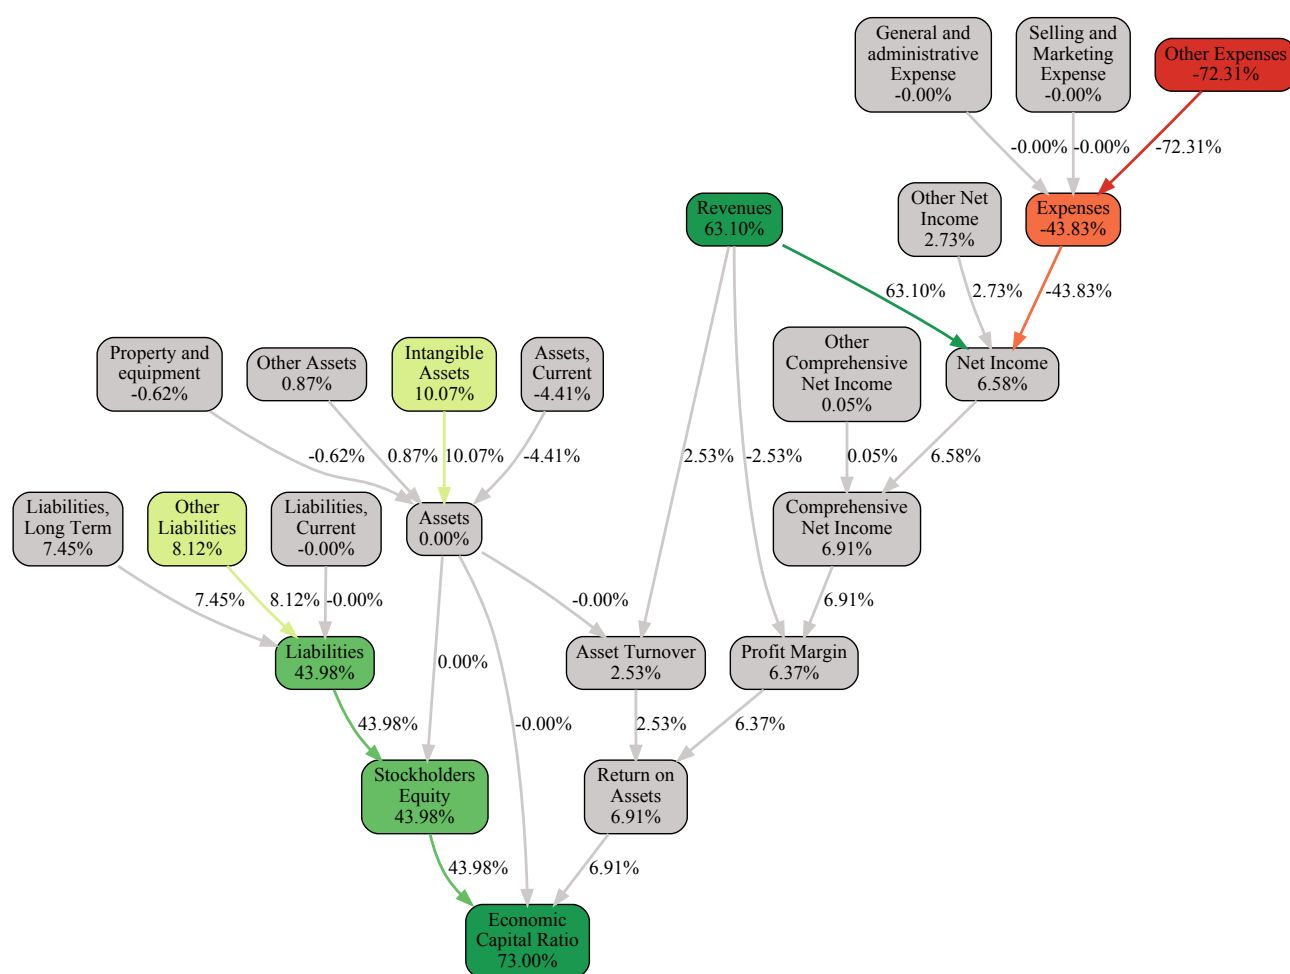 General and
administrative
Expense
-0.00%
Selling and
Marketing
Expense
-0.00%
Other Expenses
-72.31%
-0.00%
-0.00%
-72.31%
Revenues
63.10%
Other Net
Income
2.73%
Expenses
-43.83%
63.10%
2.73%
-43.83%
Property and
equipment
-0.62%
Other Assets
0.87%
Intangible
Assets
10.07%
Assets,
Current
-4.41%
Other
Comprehensive
Net Income
0.05%
Net Income
6.58%
-0.62%
0.87%
10.07%
-4.41%
2.53%
-2.53%
0.05%
6.58%
Liabilities,
Long Term
7.45%
Other
Liabilities
8.12%
Liabilities,
Current
-0.00%
Assets
0.00%
Comprehensive
Net Income
6.91%
7.45%
8.12%
-0.00%
-0.00%
6.91%
Liabilities
43.98%
0.00%
Asset Turnover
2.53%
Profit Margin
6.37%
43.98%
-0.00%
2.53%
6.37%
Stockholders
Equity
43.98%
Return on
Assets
6.91%
43.98%
6.91%
Economic
Capital Ratio
73.00%